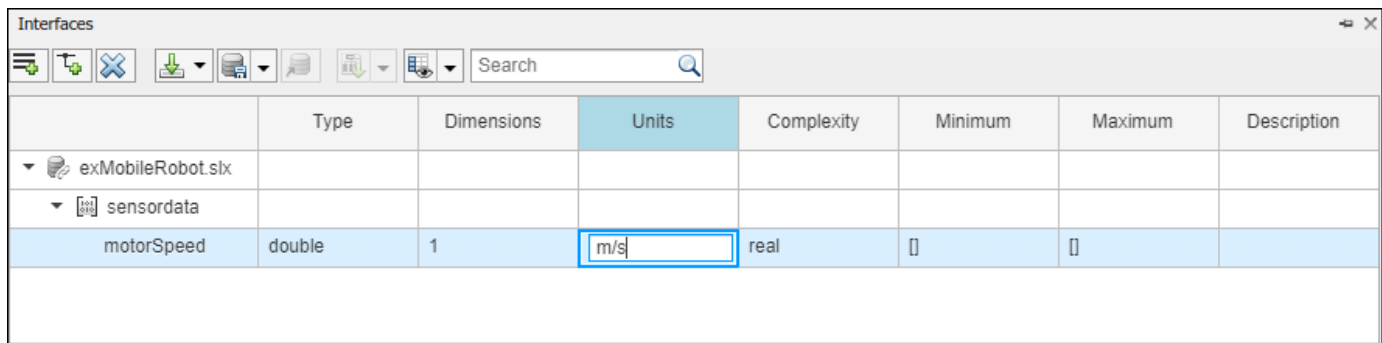 Interfaces
Search
Type Dimensions Units Complexity Minimum Maximum Description
exMobileRobot.slx
sensordata
motorSpeed double 1 m/s real [] []